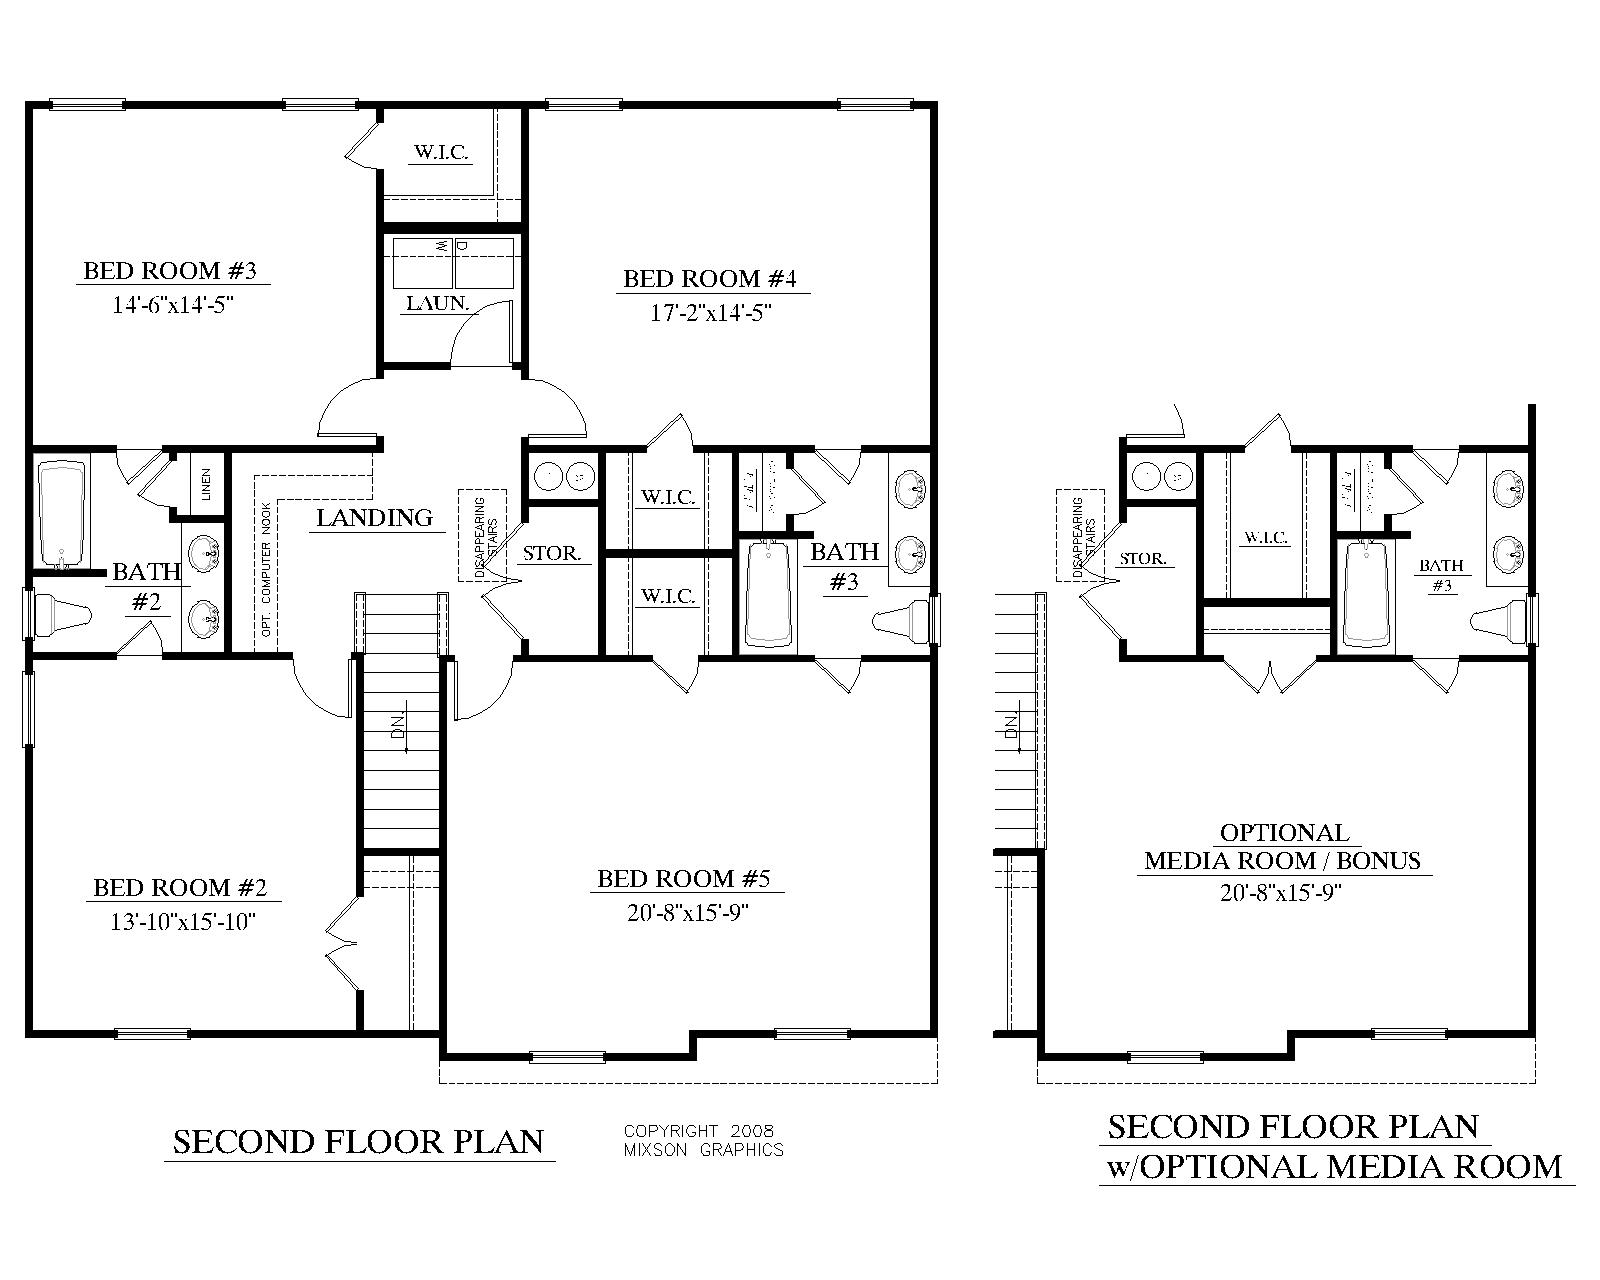 W.I.C.
W
D
BED ROOM #3
14'-6"x14'-5"
LAUN.
BED ROOM #4
17'-2"x14'-5"
LINEN
OPT. COMPUTER NOOK
LANDING
DISAPPEARING
STAIRS
STOR.
W.I.C.
W.I.C.
BATH
#2
BATH
#3
DN.
BED ROOM #2
13'-10"x15'-10"
BED ROOM #5
20'-8"x15'-9"
SECOND FLOOR PLAN
COPYRIGHT 2008
MIXSON GRAPHICS
DISAPPEARING
STAIRS
STOR.
W.I.C.
BATH
#3
DN.
OPTIONAL
MEDIA ROOM / BONUS
20'-8"x15'-9"
SECOND FLOOR PLAN
w/OPTIONAL MEDIA ROOM